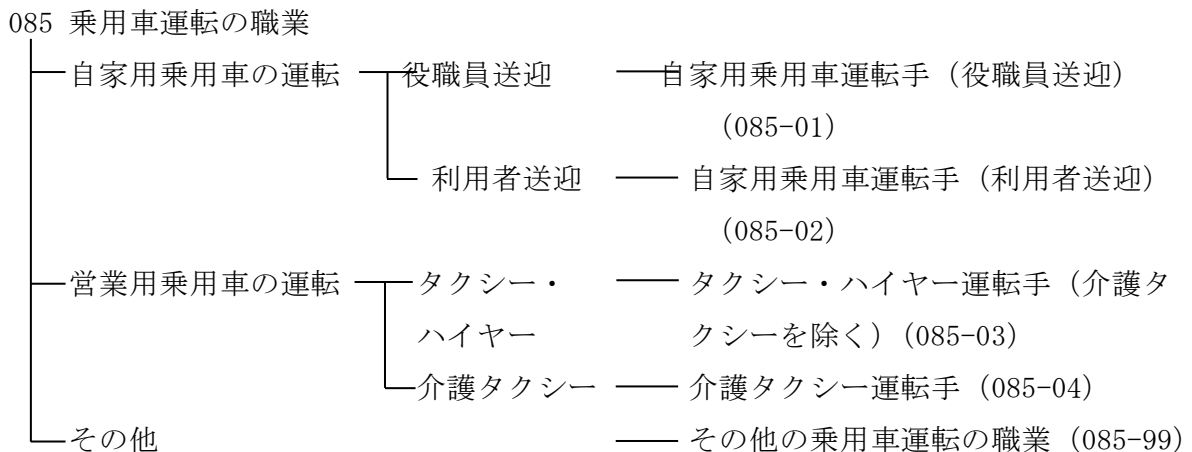 085 乗用車運転の職業
自家用乗用車の運転 役職員送迎 自家用乗用車運転手（役職員送迎）
（085-01）
利用者送迎 自家用乗用車運転手（利用者送迎）
（085-02）
営業用乗用車の運転 タクシー・ タクシー・ハイヤー運転手（介護タ
ハイヤー クシーを除く）（085-03）
介護タクシー 介護タクシー運転手（085-04）
その他 その他の乗用車運転の職業（085-99）